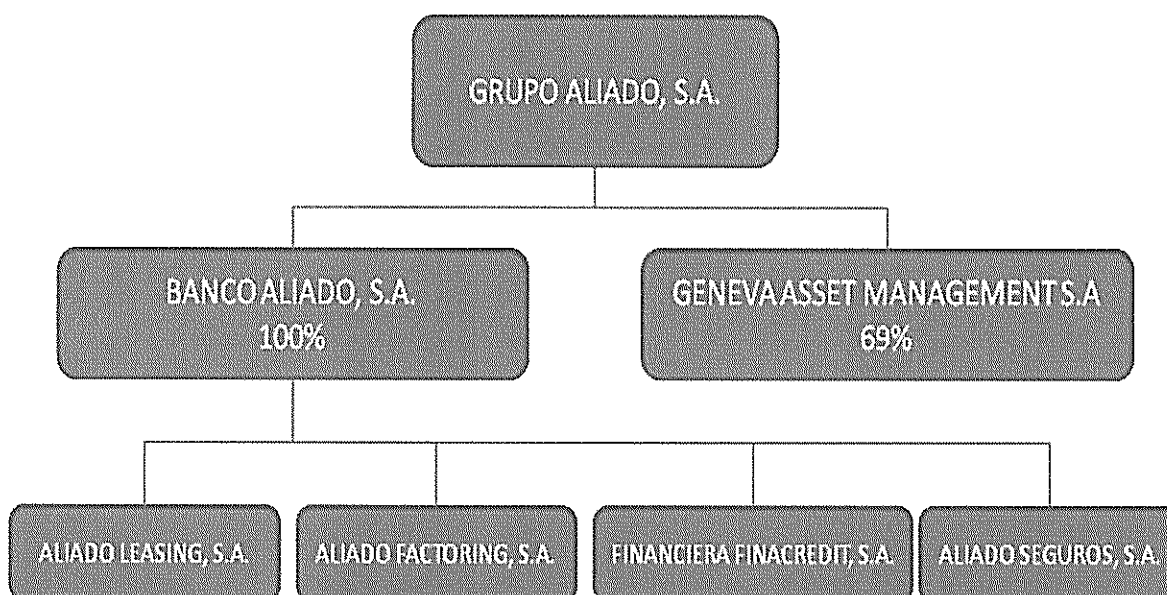 GRUPO ALIADO, S.A.
BANCO ALIADO, S.A.
100%
GENEVA ASSET MANAGEMENT S.A
69%
ALIADO LEASING, S.A.
ALIADO FACTORING, S.A.
FINANCIERA FINACREDIT, S.A.
ALIADO SEGUROS, S.A.